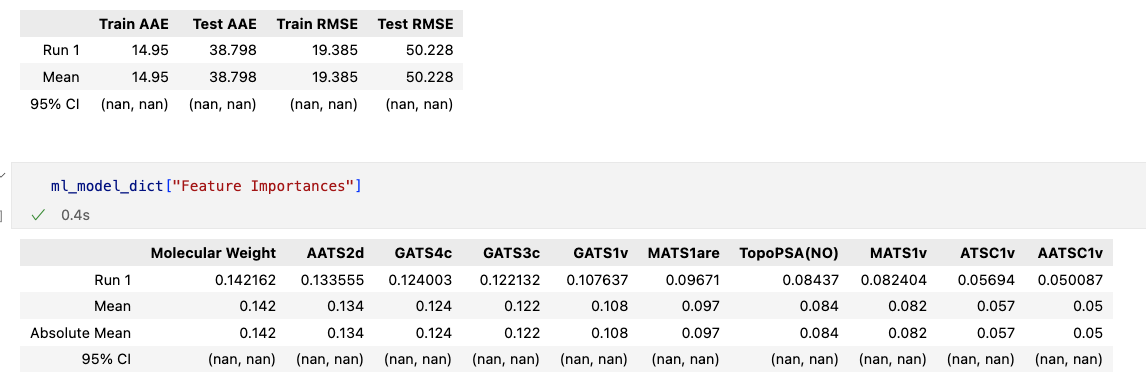 Train AAE Test AAE Train RMSE Test RMSE
Run 1 14.95 38.798 19.385 50.228
Mean 14.95 38.798 19.385 50.228
95% CI (nan, nan) (nan, nan) (nan, nan) (nan, nan)
ml_model_dict["Feature Importances"]
]
✓ 0.4s
Molecular Weight AATS2d GATS4c GATS3c GATS1v MATS1are TopoPSA(NO) MATS1v ATSC1v AATSC1v
Run 1 0.142162 0.133555 0.124003 0.122132 0.107637 0.09671 0.08437 0.082404 0.05694 0.050087
Mean 0.142 0.134 0.124 0.122 0.108 0.097 0.084 0.082 0.057 0.05
Absolute Mean 0.142 0.134 0.124 0.122 0.108 0.097 0.084 0.082 0.057 0.05
95% CI (nan, nan) (nan, nan) (nan, nan) (nan, nan) (nan, nan) (nan, nan) (nan, nan) (nan, nan) (nan, nan) (nan, nan)